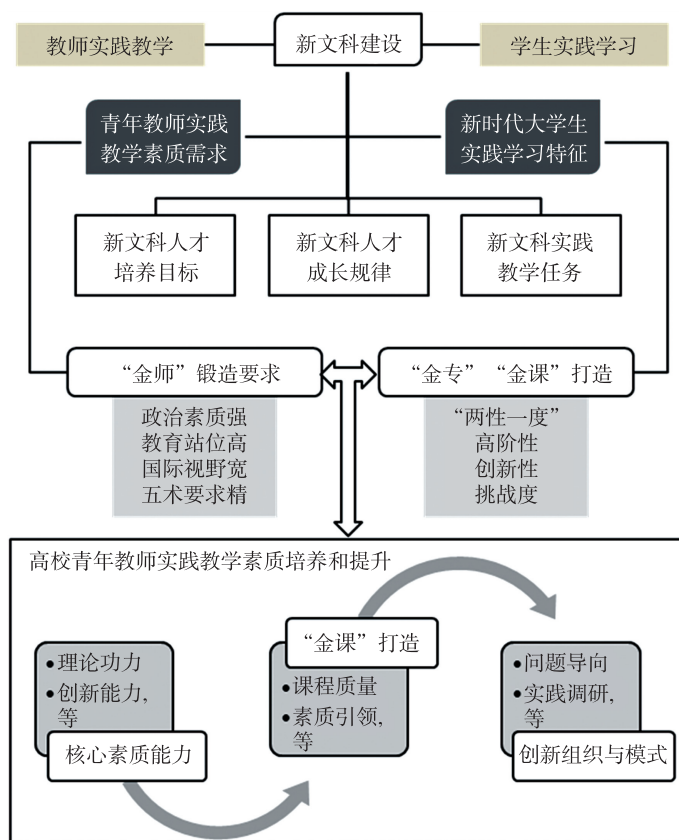 教师实践教学
新文科建设
学生实践学习
青年教师实践
教学素质需求
新时代大学生
实践学习特征
新文科人才
培养目标
新文科人才
成长规律
新文科实践
教学任务
“金师”锻造要求
“金专”“金课”打造
政治素质强
教育站位高
国际视野宽
五术要求精
“两性一度”
高阶性
创新性
挑战度
高校青年教师实践教学素质培养和提升
•理论功力
•创新能力,
等
核心素质能力
“金课”打造
•课程质量
•素质引领,
等
•问题导向
•实践调研,
等
创新组织与模式